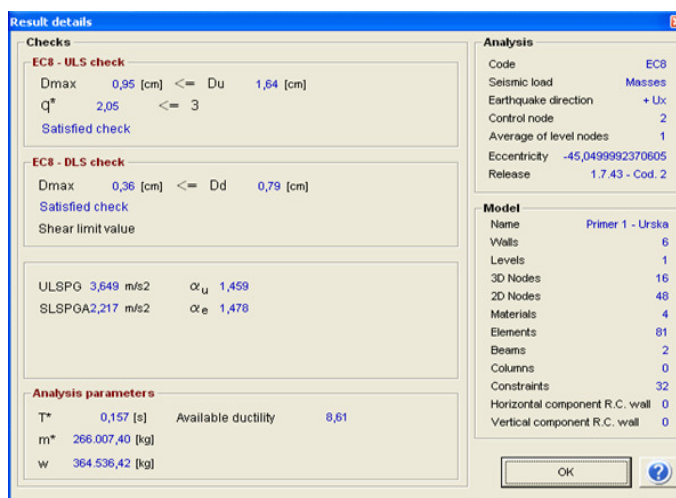 Result details
Checks
EC8 - ULS check
Dmax 0,95 [cm] <= Du 1,64 [cm]
q* 2,05 <= 3
Satisfied check
EC8 - DLS check
Dmax 0,36 [cm] <= Dd 0,79 [cm]
Satisfied check
Shear limit value
ULSPG 3,649 m/s2 αu 1,459
SLSPGA2,217 m/s2 αe 1,478
Analysis parameters
T* 0,157 [s] Available ductility 8,61
m* 266.007,40 [kg]
w 364.536,42 [kg]
Analysis
Code EC8
Seismic load Masses
Earthquake direction + Ux
Control node 2
Average of level nodes 1
Eccentricity -45,0499992370605
Release 1.7.43 - Cod. 2
Model
Name Primer 1 - Urska
Walls 6
Levels 1
3D Nodes 16
2D Nodes 48
Materials 4
Elements 81
Beams 2
Columns 0
Constraints 32
Horizontal component R.C. wall 0
Vertical component R.C. wall 0
OK
?